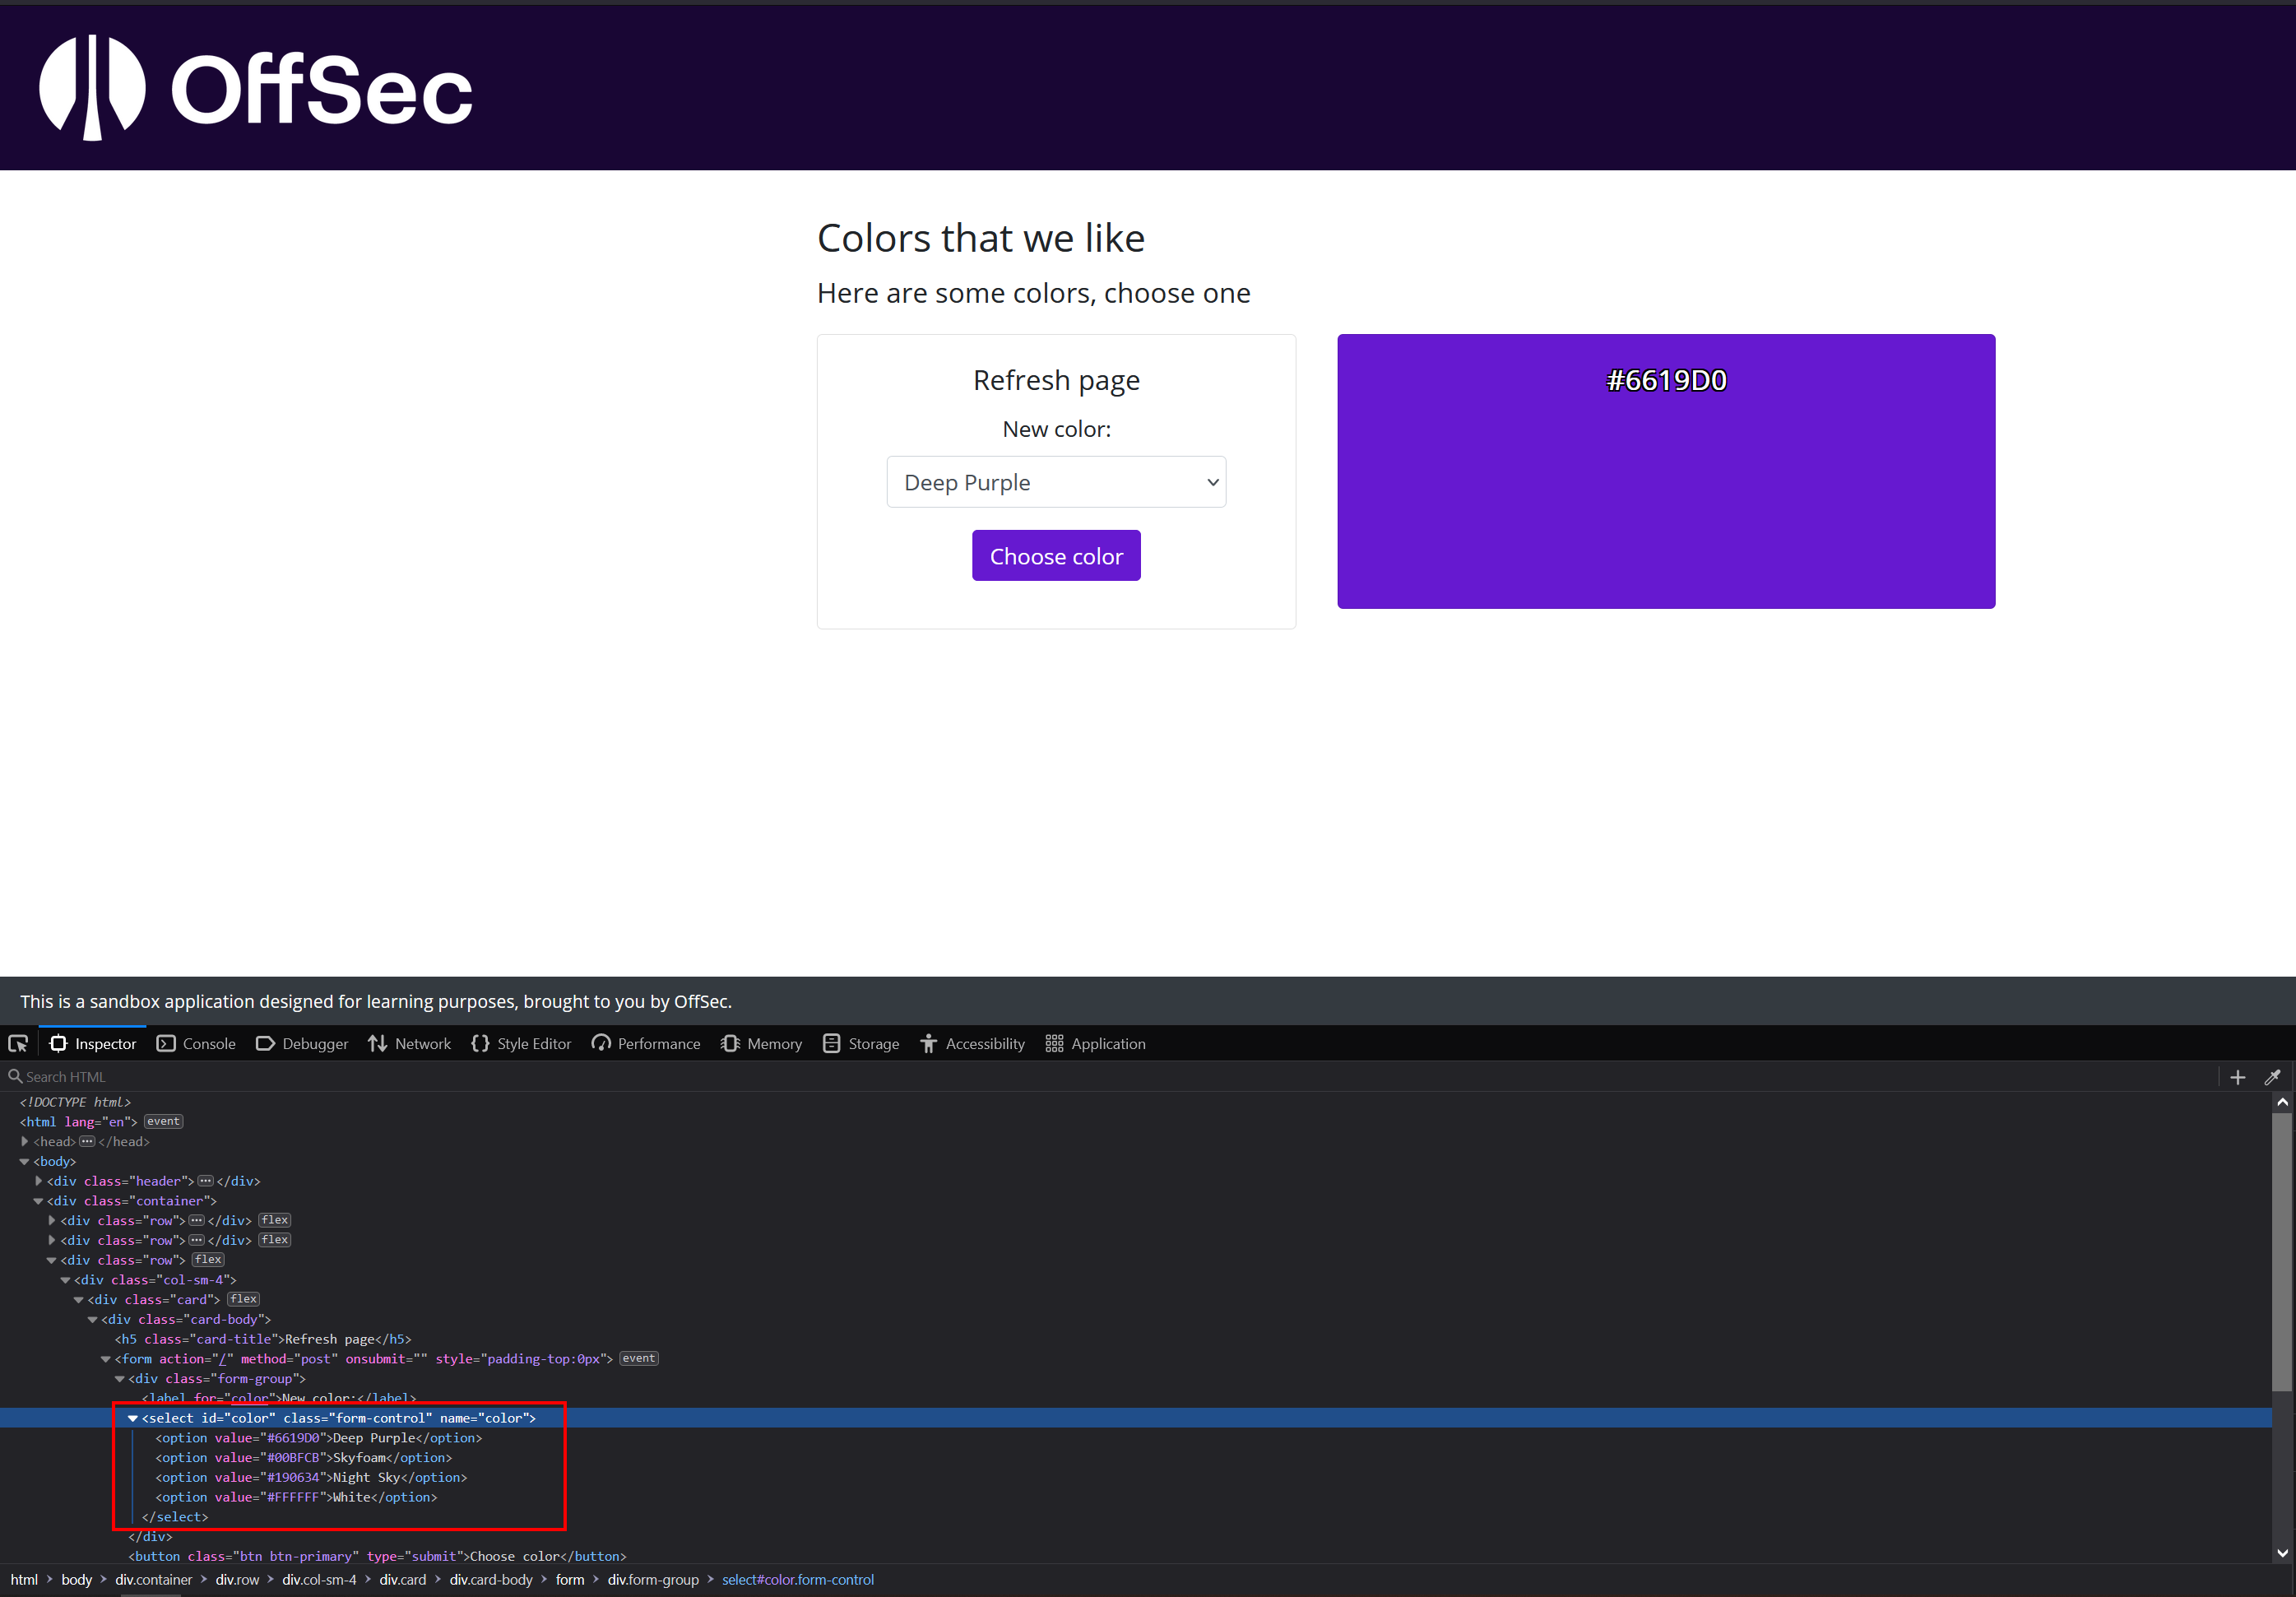 OffSec
Colors that we like
Here are some colors, choose one
Refresh page
New color:
Deep Purple
Choose color
#6619D0
This is a sandbox application designed for learning purposes, brought to you by OffSec.
Inspector Console Debugger Network Style Editor Performance Memory Storage Accessibility Application
Search HTML
<!DOCTYPE html>
<html lang="en"> event
<head>···</head>
<body>
<div class="header">···</div>
<div class="container">
<div class="row">···</div> flex
<div class="row">···</div> flex
<div class="row"> flex
<div class="col-sm-4">
<div class="card"> flex
<div class="card-body">
<h5 class="card-title">Refresh page</h5>
<form action="/" method="post" onsubmit="" style="padding-top:0px"> event
<div class="form-group">
<label for="color">New color:</label>
<select id="color" class="form-control" name="color">
<option value="#6619D0">Deep Purple</option>
<option value="#00BFCB">Skyfoam</option>
<option value="#190634">Night Sky</option>
<option value="#FFFFFF">White</option>
</select>
</div>
<button class="btn btn-primary" type="submit">Choose color</button>
html > body > div.container > div.row > div.col-sm-4 > div.card > div.card-body > form > div.form-group > select#color.form-control